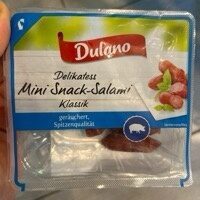 Dulano
Delikatess
Mini-Snack-Salami
Klassik
geräuchert,
Spitzenqualität